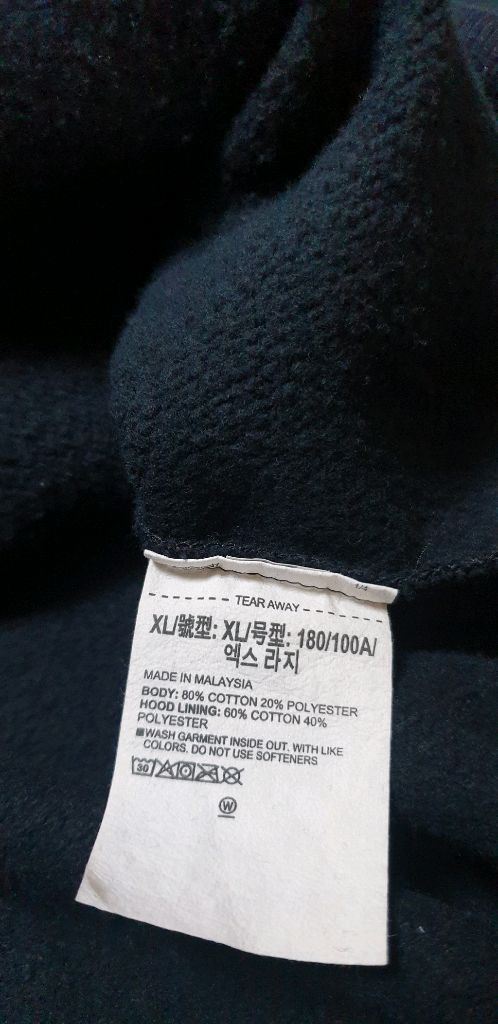 TEAR AWAY
XL/號型: XL/号型: 180/100A/
엑스 라지
MADE IN MALAYSIA
BODY: 80% COTTON 20% POLYESTER
HOOD LINING: 60% COTTON 40%
POLYESTER
■WASH GARMENT INSIDE OUT. WITH LIKE
COLORS. DO NOT USE SOFTENERS
30
W